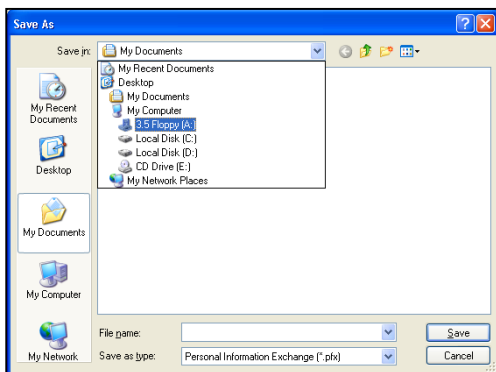 Save As
Save in: My Documents
My Recent Documents
Desktop
My Documents
My Computer
3.5 Floppy (A:)
Local Disk (C:)
Local Disk (D:)
CD Drive (E:)
My Network Places
My Recent
Documents
Desktop
My Documents
My Computer
My Network
File name:
Save
Save as type: Personal Information Exchange (*.pfx)
Cancel